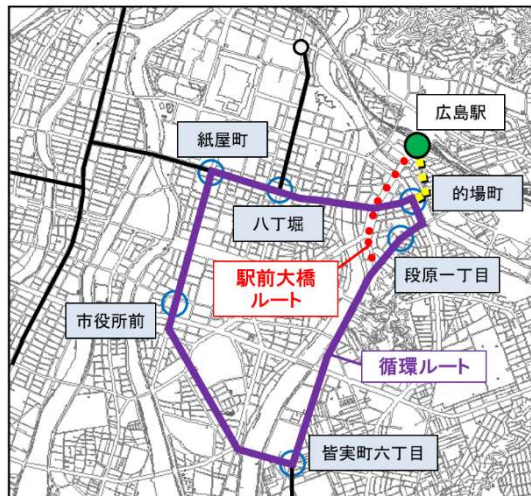 広島駅
紙屋町
的場町
八丁堀
段原一丁目
駅前大橋
ルート
市役所前
循環ルート
皆実町六丁目